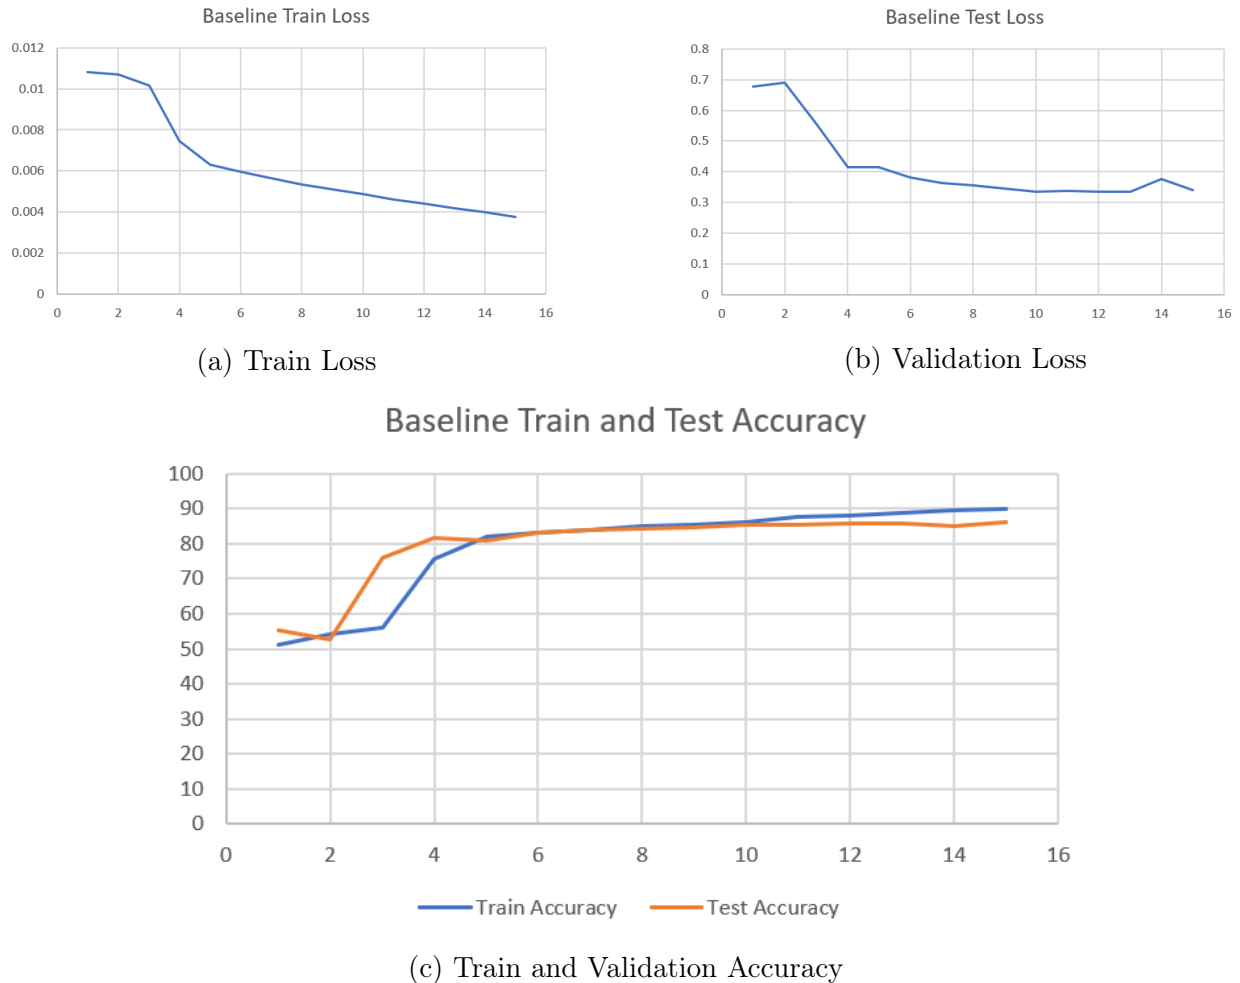 Baseline Train Loss
0.012
0.01
0.008
0.006
0.004
0.002
0
0 2 4 6 8 10 12 14 16
(a) Train Loss
Baseline Test Loss
0.8
0.7
0.6
0.5
0.4
0.3
0.2
0.1
0
0 2 4 6 8 10 12 14 16
(b) Validation Loss
Baseline Train and Test Accuracy
100
90
80
70
60
50
40
30
20
10
0
0 2 4 6 8 10 12 14 16
Train Accuracy Test Accuracy
(c) Train and Validation Accuracy